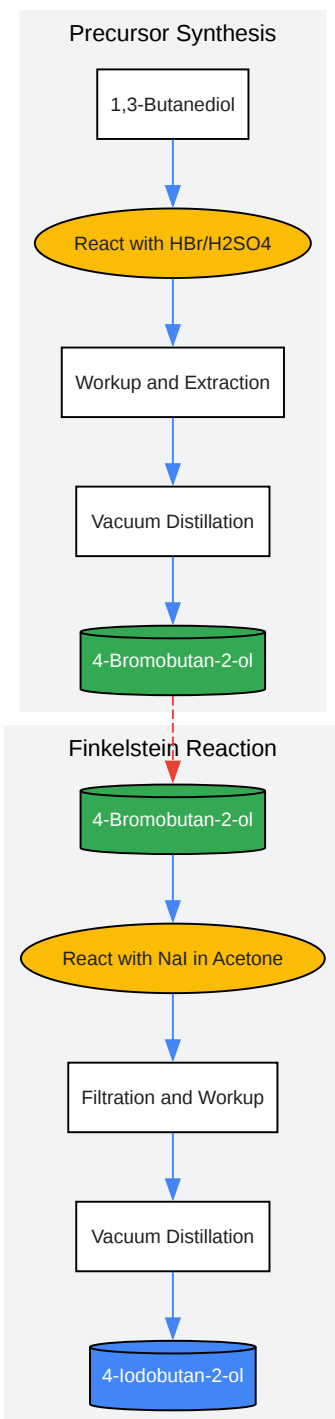 Precursor Synthesis
1,3-Butanediol
React with HBr/H2SO4
Workup and Extraction
Vacuum Distillation
4-Bromobutan-2-ol
Finkelstein Reaction
4-Bromobutan-2-ol
React with NaI in Acetone
Filtration and Workup
Vacuum Distillation
4-Iodobutan-2-ol